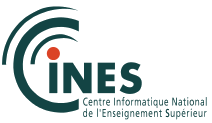 CINES
Centre Informatique National
de l'Enseignement Supérieur